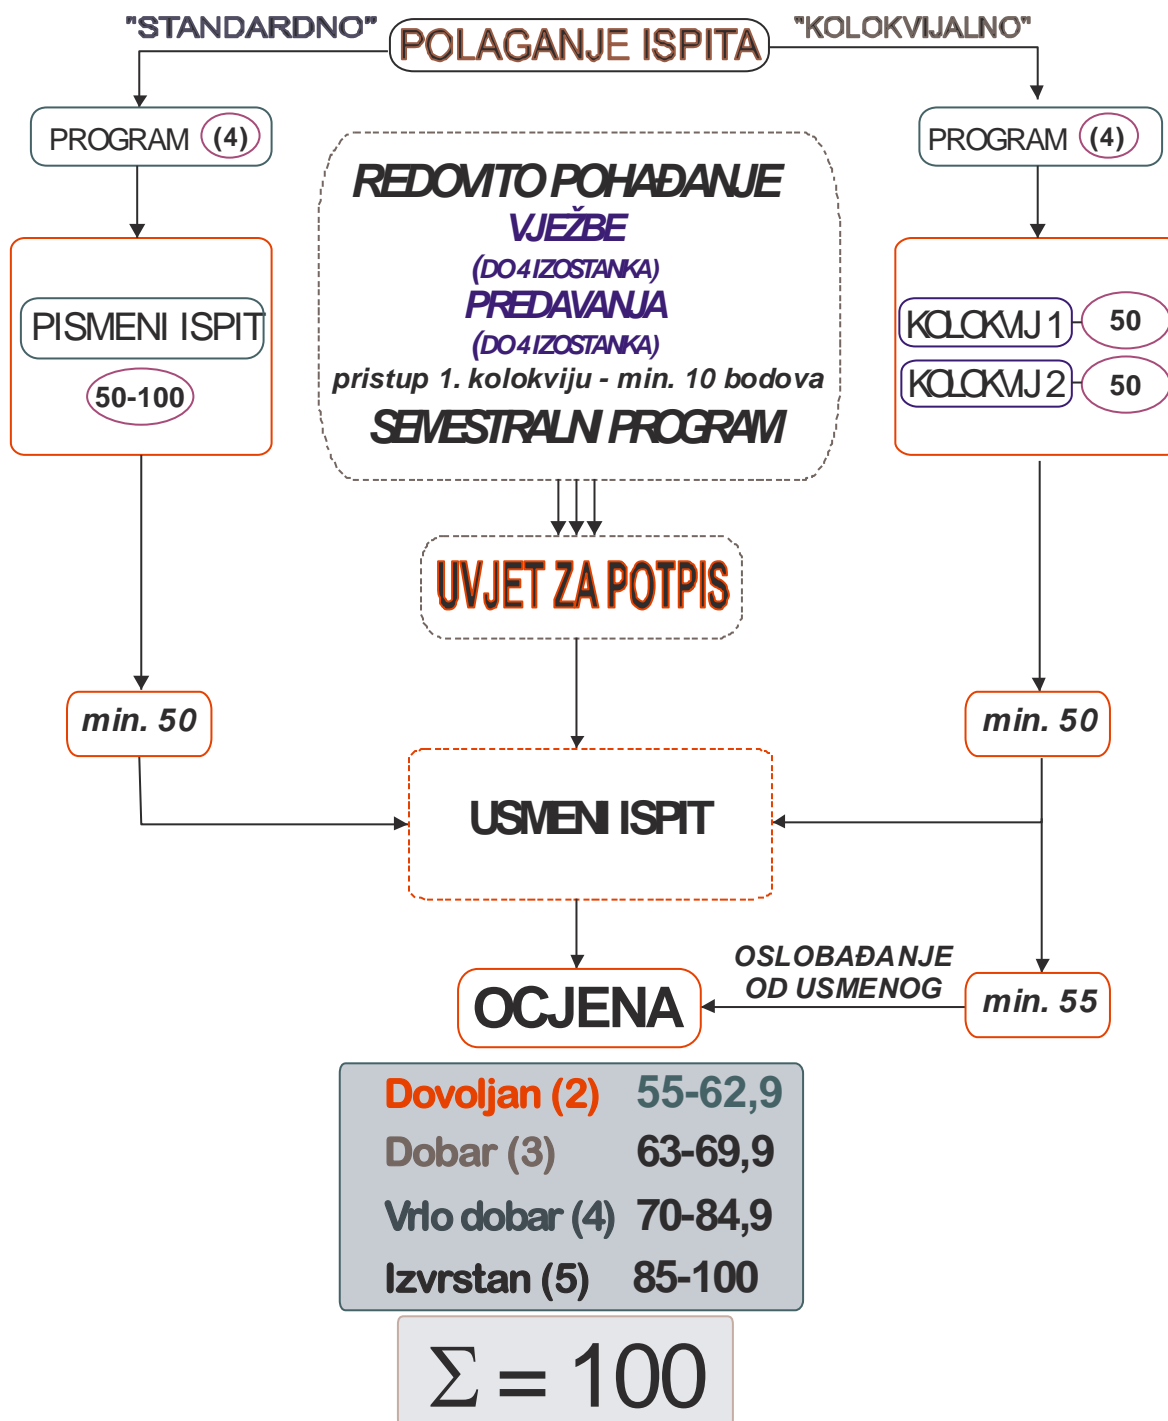 "STANDARDNO"
POLAGANJE ISPITA
"KOLOKVIJALNO"
PROGRAM (4)
PROGRAM (4)
REDOVITO POHAĐANJE
VJEŽBE
(DO 4 IZOSTANKA)
PREDAVANJA
(DO 4 IZOSTANKA)
pristup 1. kolokviju - min. 10 bodova
SEMESTRALNI PROGRAM
PISMENI ISPIT
50-100
KOLOKVIJ 1
50
KOLOKVIJ 2
50
UVJET ZA POTPIS
min. 50
min. 50
USMENI ISPIT
OSLOBAĐANJE
OD USMENOG
min. 55
OCJENA
Dovoljan (2) 55-62,9
Dobar (3) 63-69,9
Vrlo dobar (4) 70-84,9
Izvrstan (5) 85-100
Σ = 100